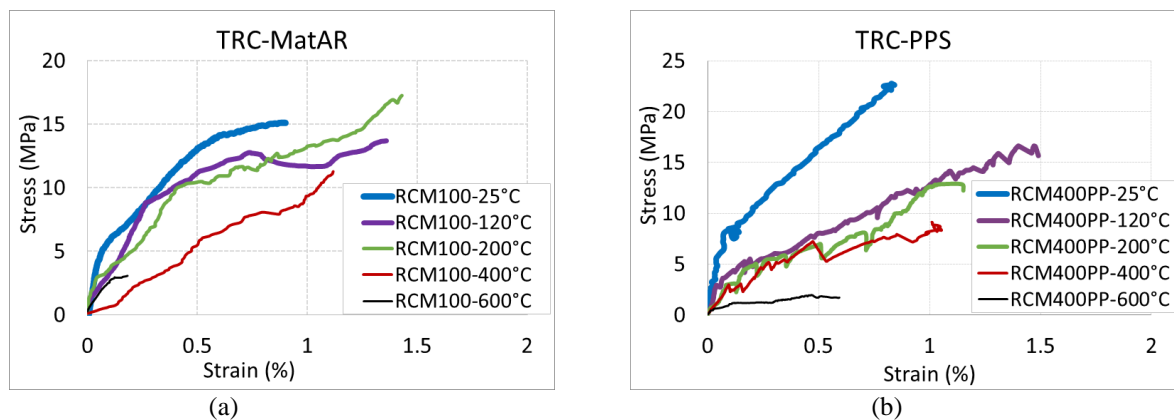 TRC-MatAR
20
15
10
5
0
Stress (MPa)
0 0.5 1 1.5 2
Strain (%)
RCM100-25°C
RCM100-120°C
RCM100-200°C
RCM100-400°C
RCM100-600°C
(a)
TRC-PPS
25
20
15
10
5
0
Stress (MPa)
0 0.5 1 1.5 2
Strain (%)
RCM400PP-25°C
RCM400PP-120°C
RCM400PP-200°C
RCM400PP-400°C
RCM400PP-600°C
(b)